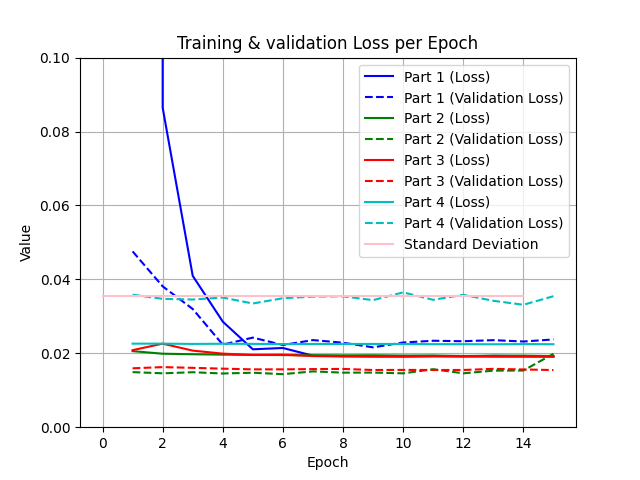 Training & validation Loss per Epoch
0.10
0.08
0.06
0.04
0.02
0.00
Value
Part 1 (Loss)
Part 1 (Validation Loss)
Part 2 (Loss)
Part 2 (Validation Loss)
Part 3 (Loss)
Part 3 (Validation Loss)
Part 4 (Loss)
Part 4 (Validation Loss)
Standard Deviation
0 2 4 6 8 10 12 14
Epoch